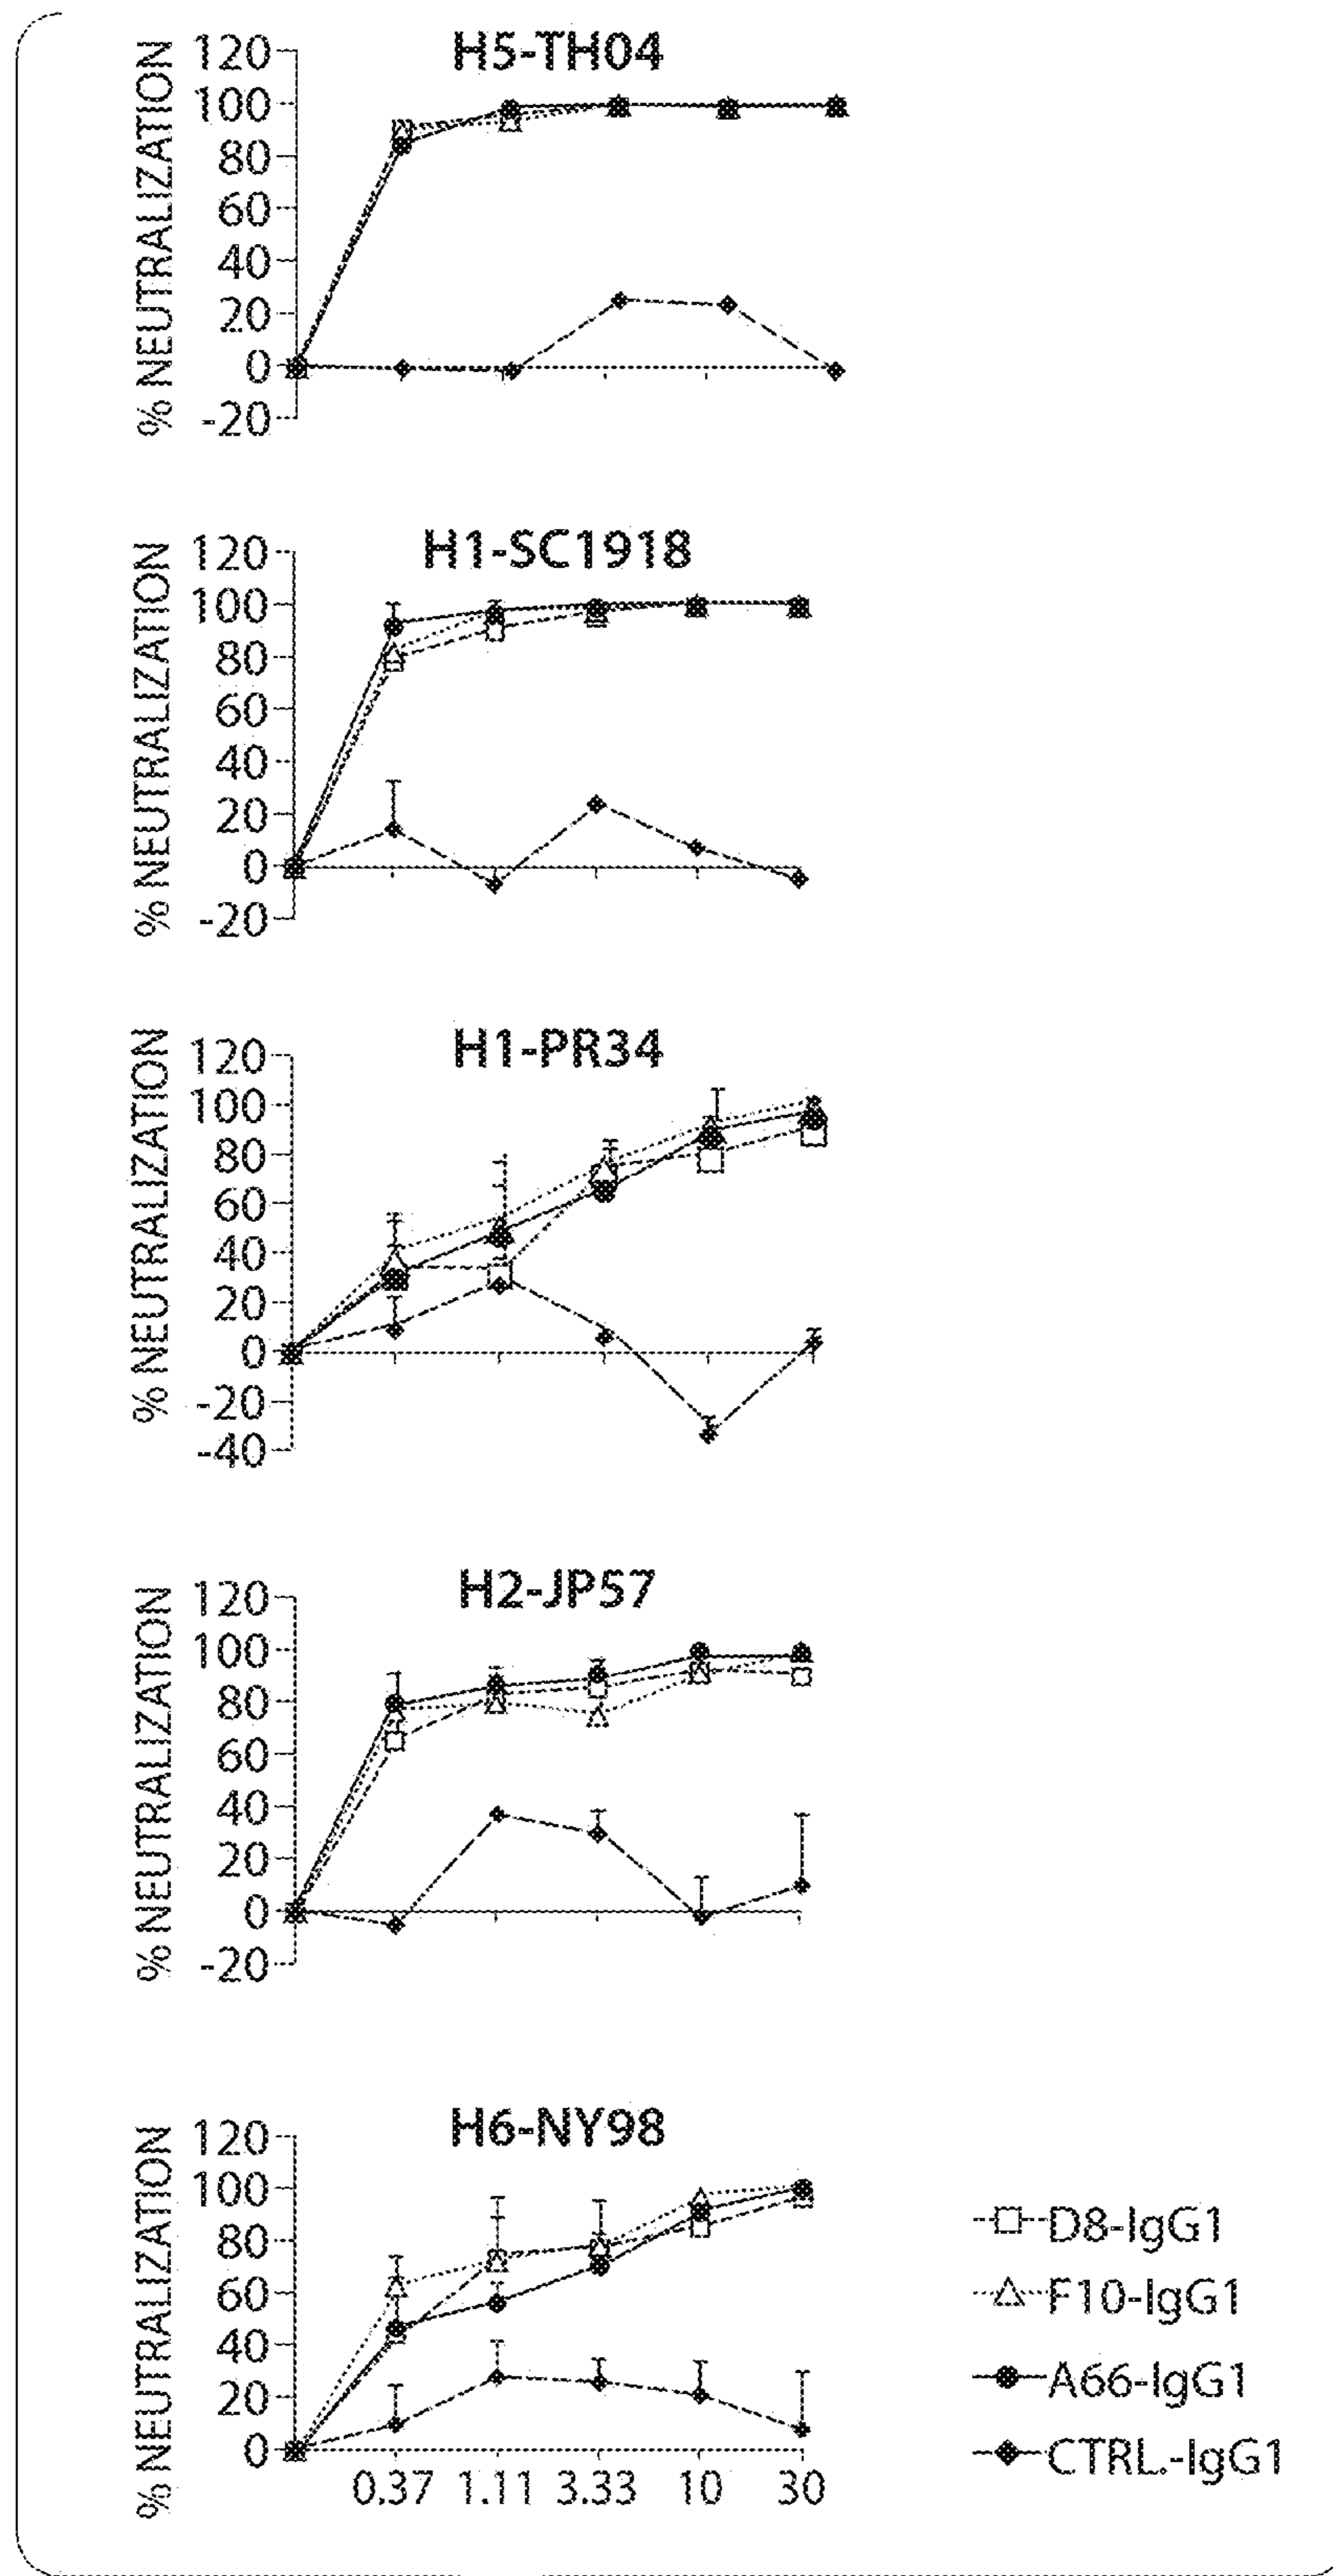 H5-TH04
% NEUTRALIZATION
120
100
80
60
40
20
0
-20
H1-SC1918
% NEUTRALIZATION
120
100
80
60
40
20
0
-20
H1-PR34
% NEUTRALIZATION
120
100
80
60
40
20
0
-20
-40
H2-JP57
% NEUTRALIZATION
120
100
80
60
40
20
0
-20
H6-NY98
% NEUTRALIZATION
120
100
80
60
40
20
0
0.37 1.11 3.33 10 30
D8-IgG1
F10-IgG1
A66-IgG1
CTRL.-IgG1